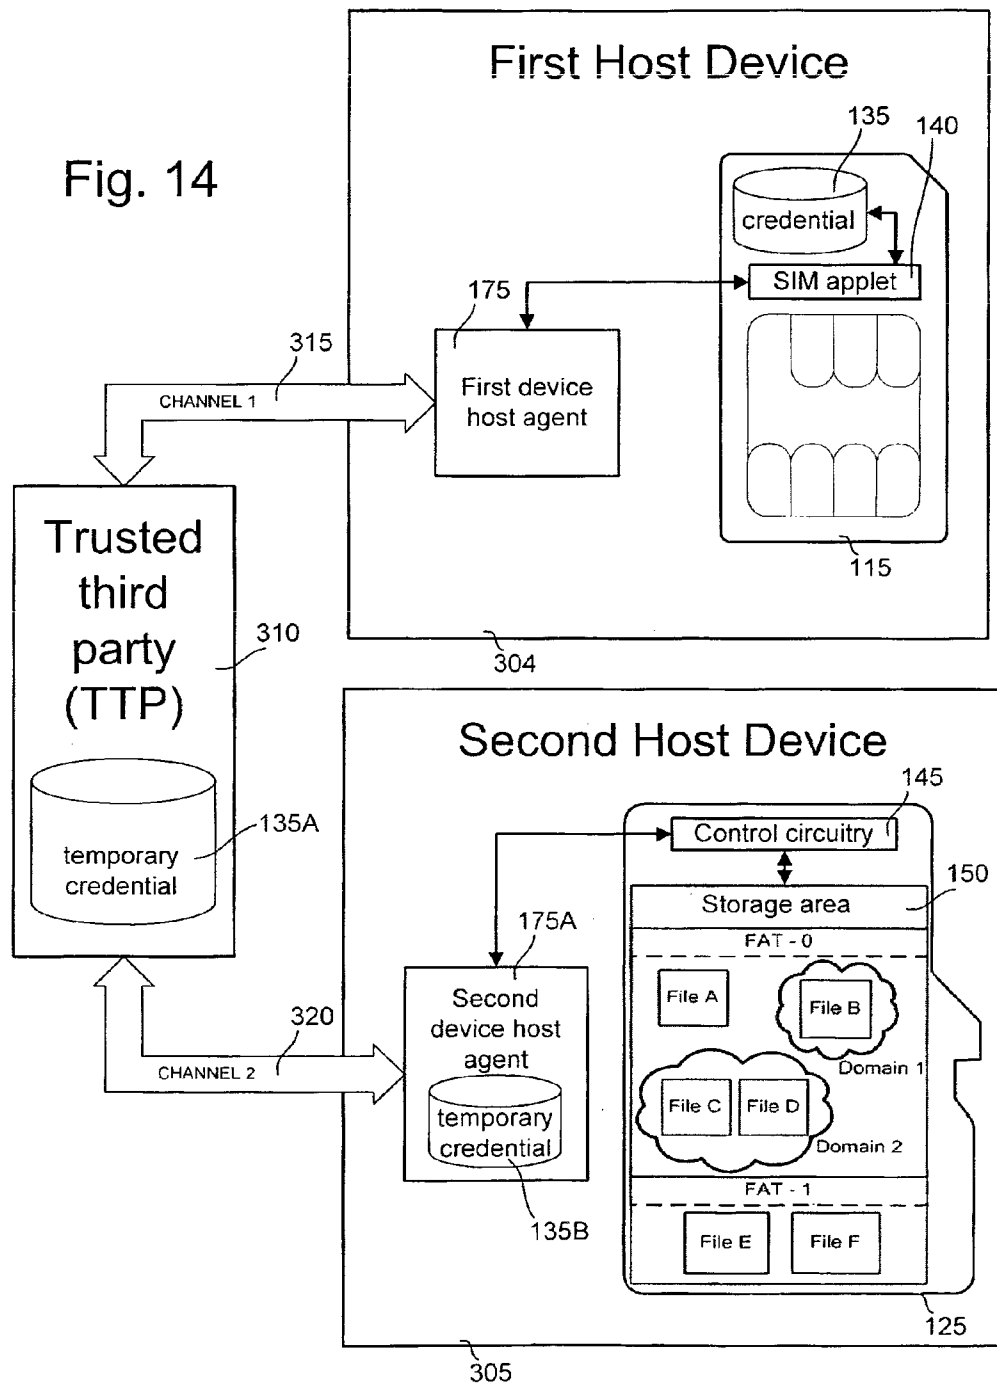 First Host Device
Fig. 14
135
140
credential
SIM applet
175
315
First device
host agent
CHANNEL 1
115
304
Trusted
third
party
(TTP)
310
135A
temporary
credential
Second Host Device
145
Control circuitry
150
Storage area
FAT - 0
File A
File B
Domain 1
File C
File D
Domain 2
FAT - 1
File E
File F
175A
Second
device host
agent
temporary
credential
320
CHANNEL 2
135B
125
305